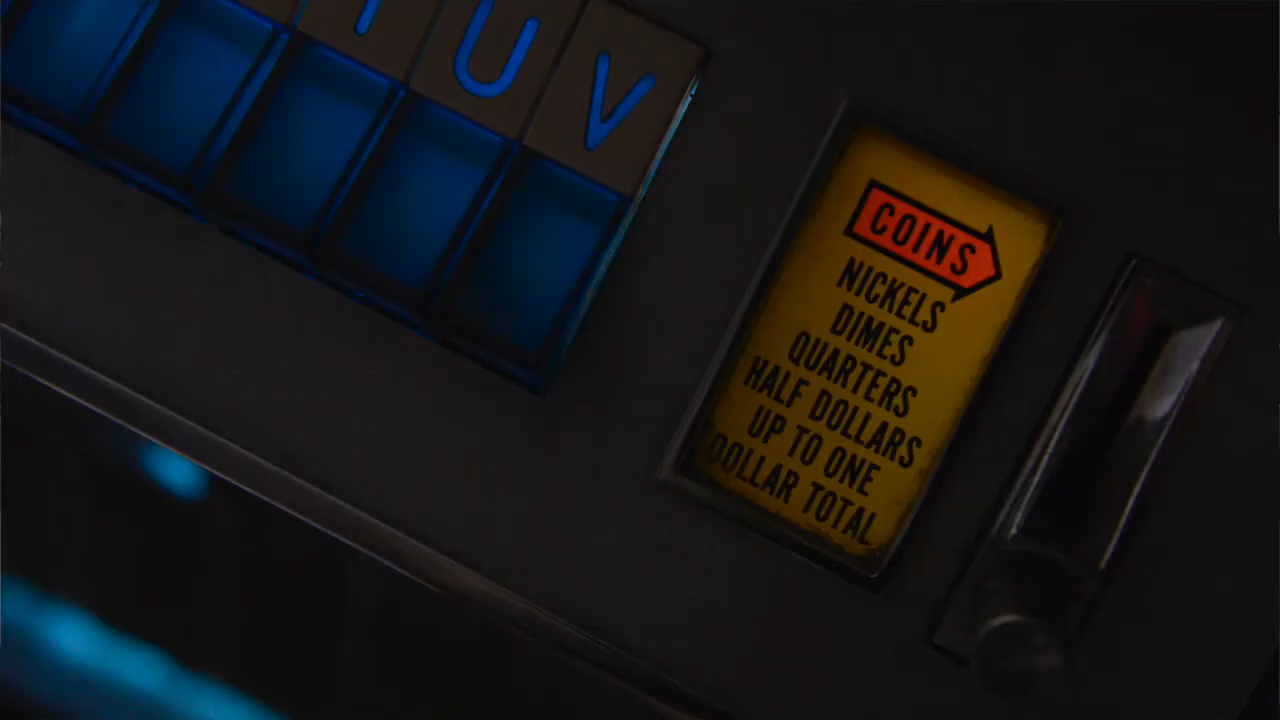 T U V
COINS
NICKELS
DIMES
QUARTERS
HALF DOLLARS
UP TO ONE
DOLLAR TOTAL